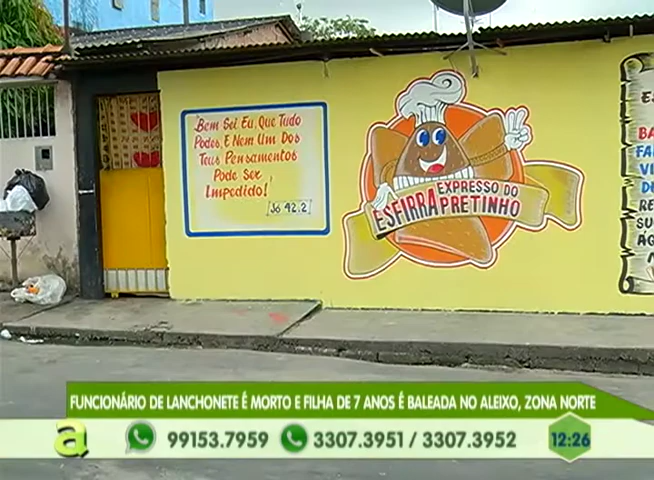 "Bem Sei Eu, Que Tudo
Podes, E Nem Um Dos
Teus Pensamentos
Pode Ser
Impedido!
Jó 42.2
EXPRESSO DO
ESFIRRA PRETINHO
FUNCIONÁRIO DE LANCHONETE É MORTO E FILHA DE 7 ANOS É BALEADA NO ALEIXO, ZONA NORTE
a 99153.7959 3307.3951 / 3307.3952 12:26